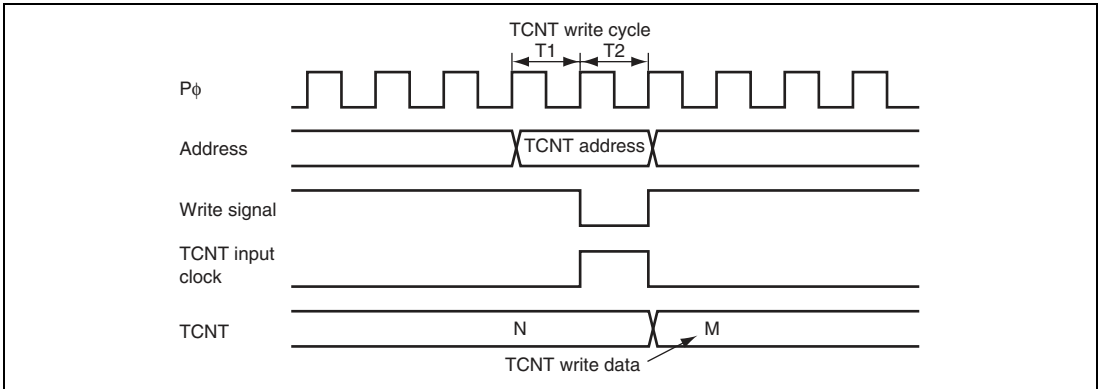 TCNT write cycle
T1 T2
Pϕ
Address
TCNT address
Write signal
TCNT input
clock
TCNT
N M
TCNT write data